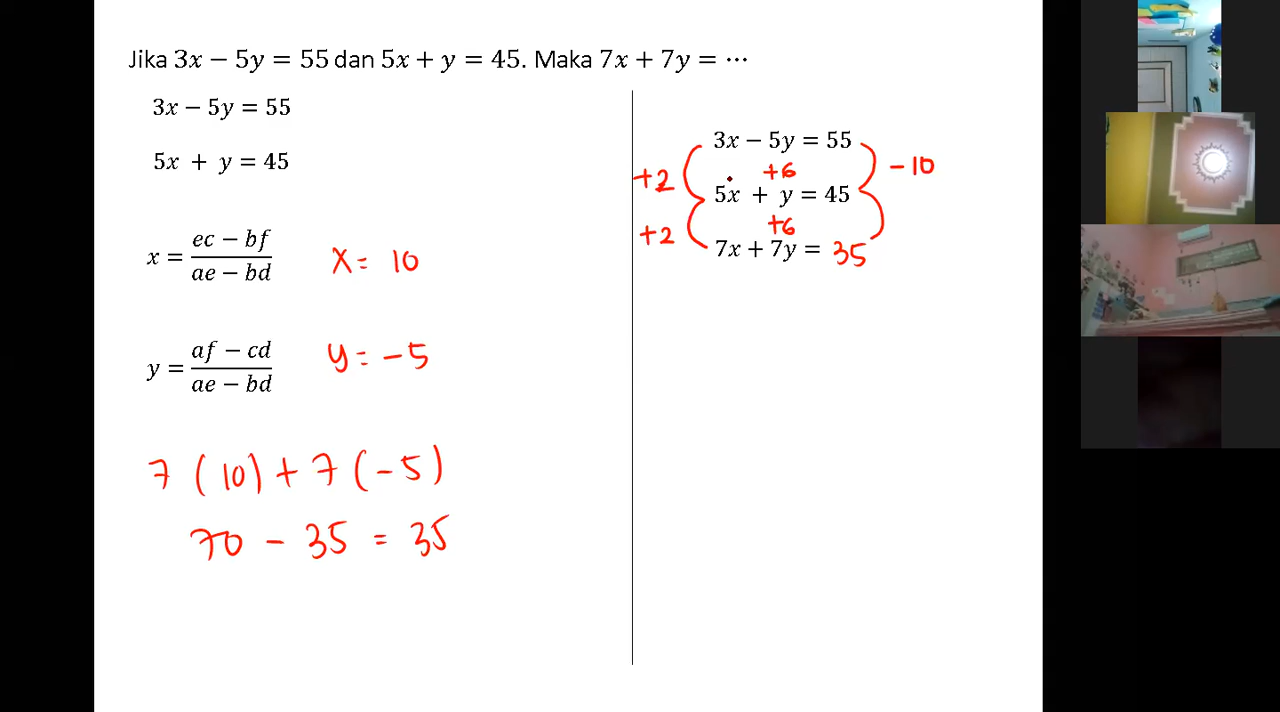 Jika 3x − 5y = 55 dan 5x + y = 45. Maka 7x + 7y = ⋯
3x − 5y = 55
5x + y = 45
x = (ec − bf)/(ae − bd)
x = 10
y = (af − cd)/(ae − bd)
y = −5
7 (10) + 7 (−5)
70 − 35 = 35
3x − 5y = 55
+2 +6 −10
5x + y = 45
+2 +6
7x + 7y = 35